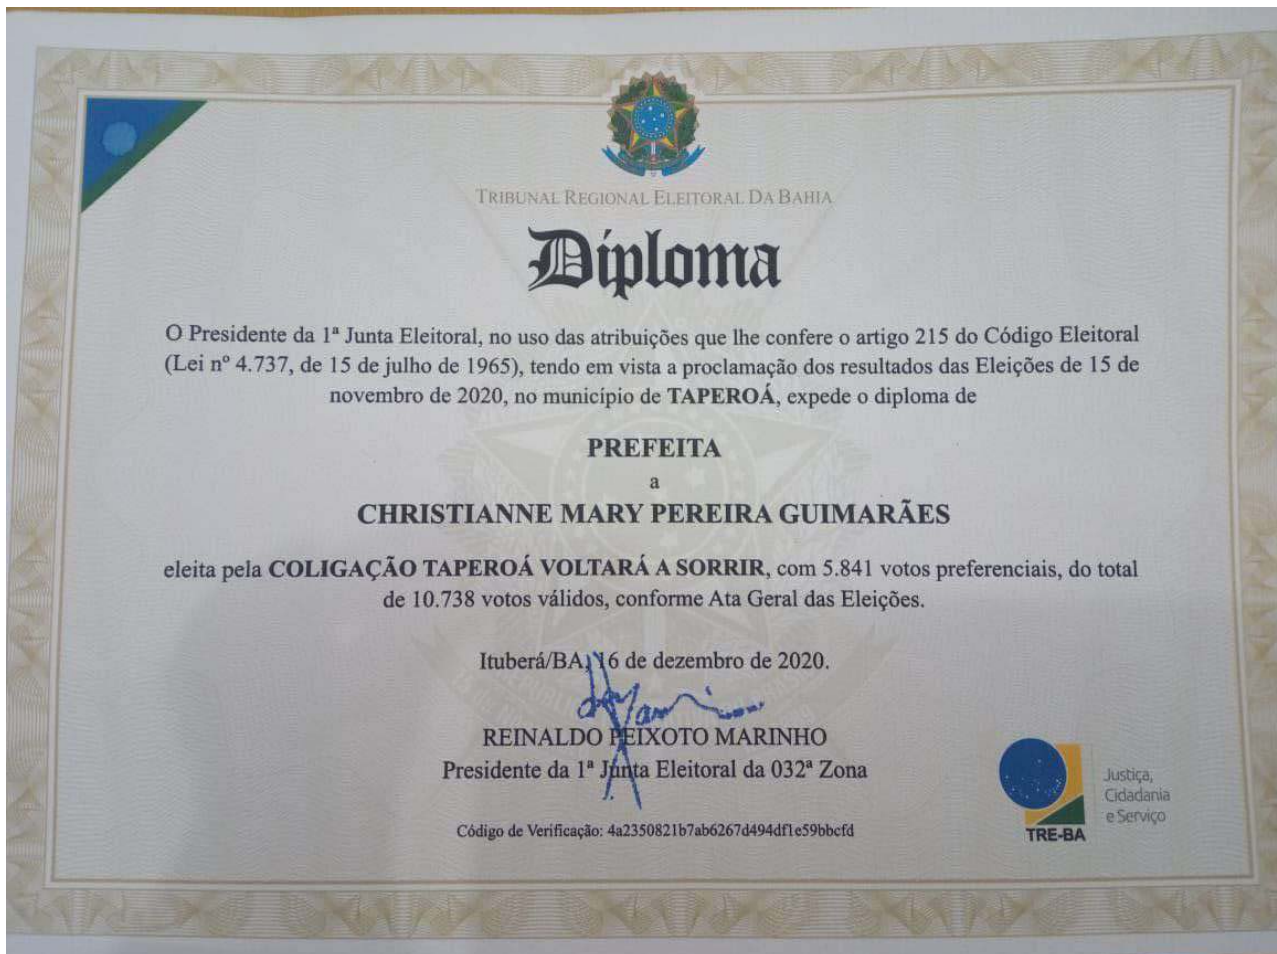 TRIBUNAL REGIONAL ELEITORAL DA BAHIA
Diploma
O Presidente da 1ª Junta Eleitoral, no uso das atribuições que lhe confere o artigo 215 do Código Eleitoral
(Lei nº 4.737, de 15 de julho de 1965), tendo em vista a proclamação dos resultados das Eleições de 15 de
novembro de 2020, no município de TAPEROÁ, expede o diploma de
PREFEITA
a
CHRISTIANNE MARY PEREIRA GUIMARÃES
eleita pela COLIGAÇÃO TAPEROÁ VOLTARÁ A SORRIR, com 5.841 votos preferenciais, do total
de 10.738 votos válidos, conforme Ata Geral das Eleições.
Ituberá/BA, 16 de dezembro de 2020.
REINALDO PEIXOTO MARINHO
Presidente da 1ª Junta Eleitoral da 032ª Zona
Código de Verificação: 4a2350821b7ab6267d494df1e59bbcfd
Justiça,
Cidadania
e Serviço
TRE-BA